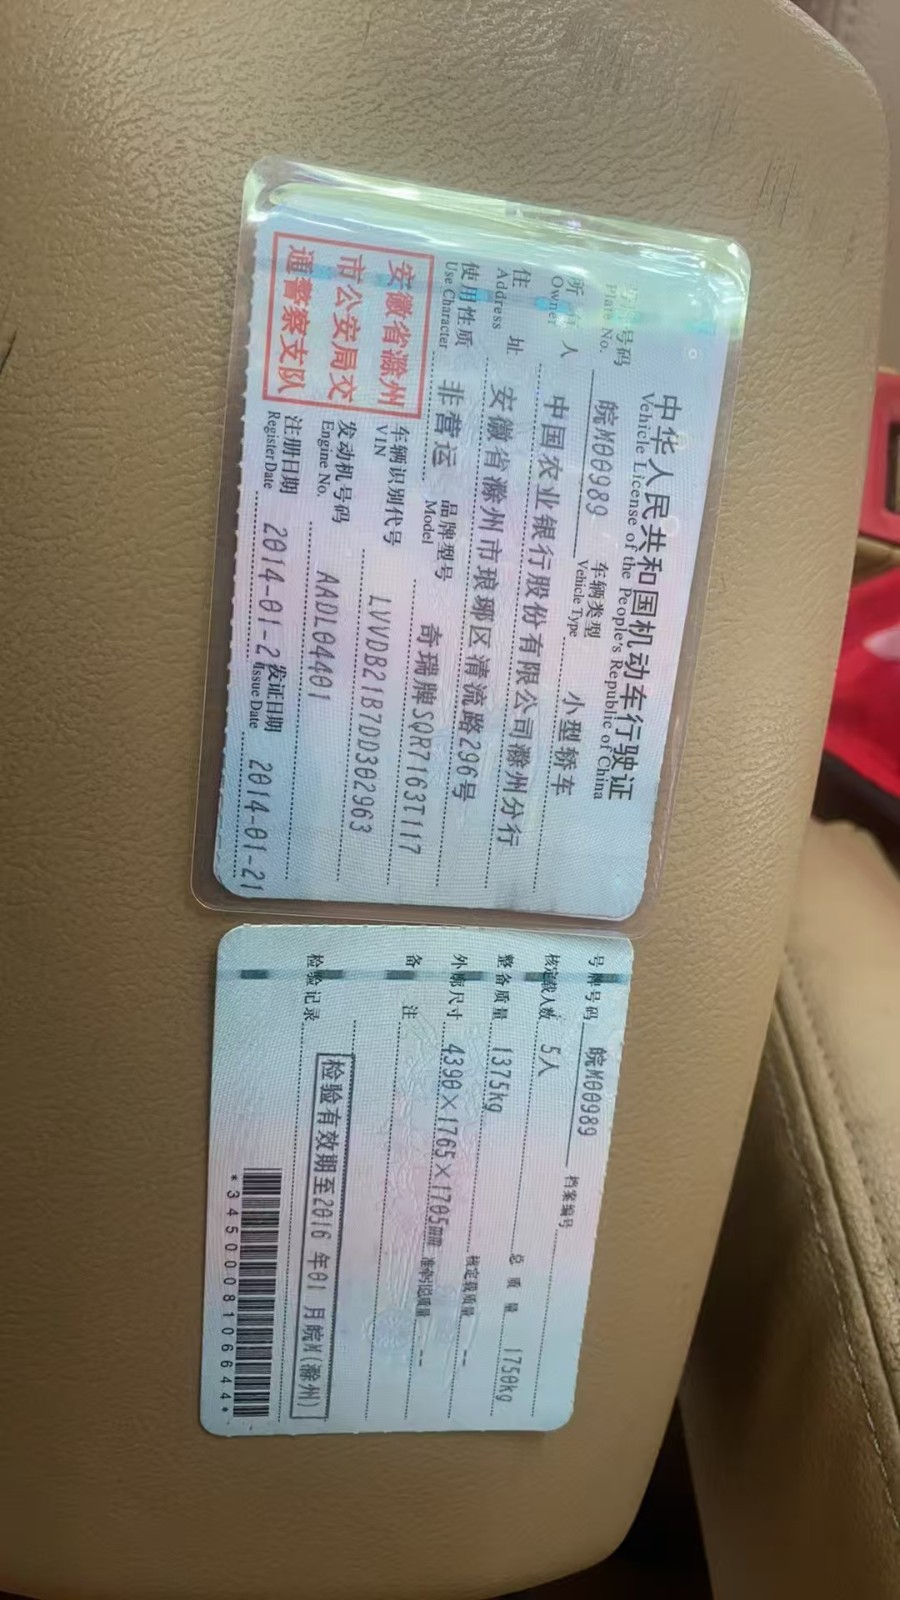 中华人民共和国机动车行驶证
Vehicle License of the People's Republic of China
号牌号码 皖M00989 车辆类型 小型轿车
Plate No. Vehicle Type
所有人 中国农业银行股份有限公司滁州分行
Owner
住址 安徽省滁州市琅琊区清流路296号
Address
使用性质 非营运 品牌型号 奇瑞牌SQR7163T117
Use Character Model
安徽省滁州
市公安局交
通警察支队
车辆识别代号 LVVDB21B7DD302963
VIN
发动机号码 AADL04401
Engine No.
注册日期 2014-01-2 发证日期 2014-01-21
Register Date Issue Date
号牌号码 皖M00989 档案编号
核定载人数 5人 总质量 1750kg
整备质量 1375kg 核定载质量 --
外廓尺寸 4390×1765×1705mm 准牵引总质量 --
备注
检验记录 检验有效期至2016年01月皖M(滁州)
*3450008106644*